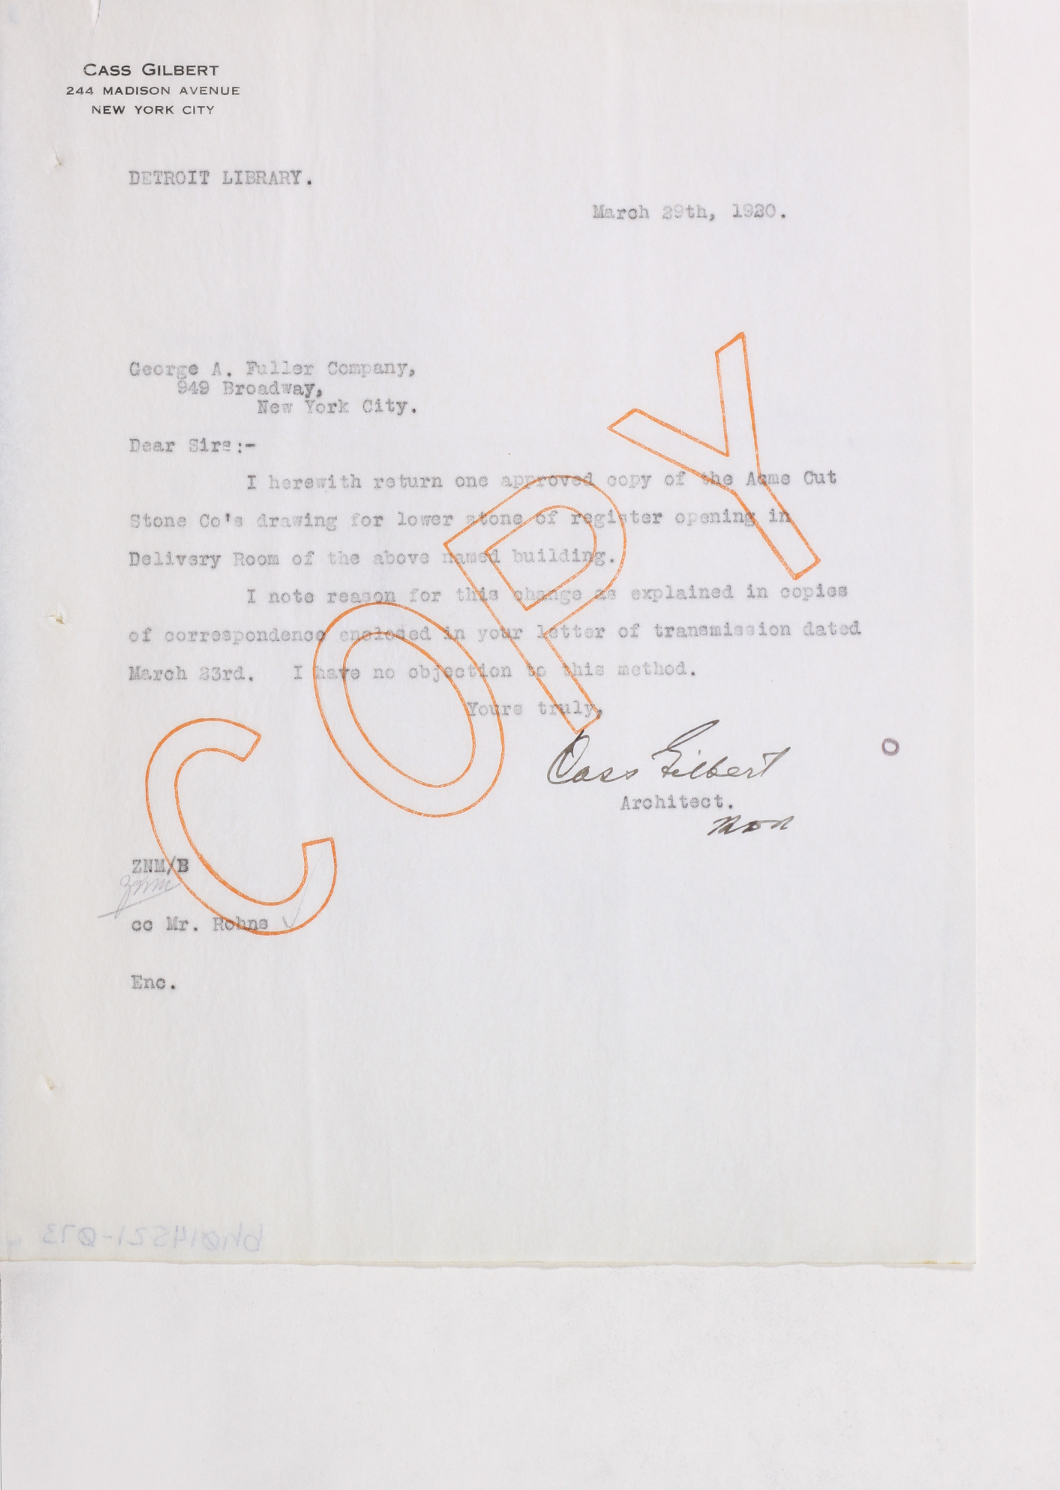 CASS GILBERT
244 MADISON AVENUE
NEW YORK CITY
DETROIT LIBRARY.
March 29th, 1920.
George A. Fuller Company,
949 Broadway,
New York City.
Dear Sirs:-
I herewith return one approved copy of the Acme Cut
Stone Co's drawing for lower stone of register opening in
Delivery Room of the above named building.
I note reason for this change as explained in copies
of correspondence enclosed in your letter of transmission dated
March 23rd. I have no objection to this method.
Yours truly,
Cass Gilbert
Architect.
ZNM/B
znm
cc Mr. Rohns
Enc.
COPY
bh014521-073